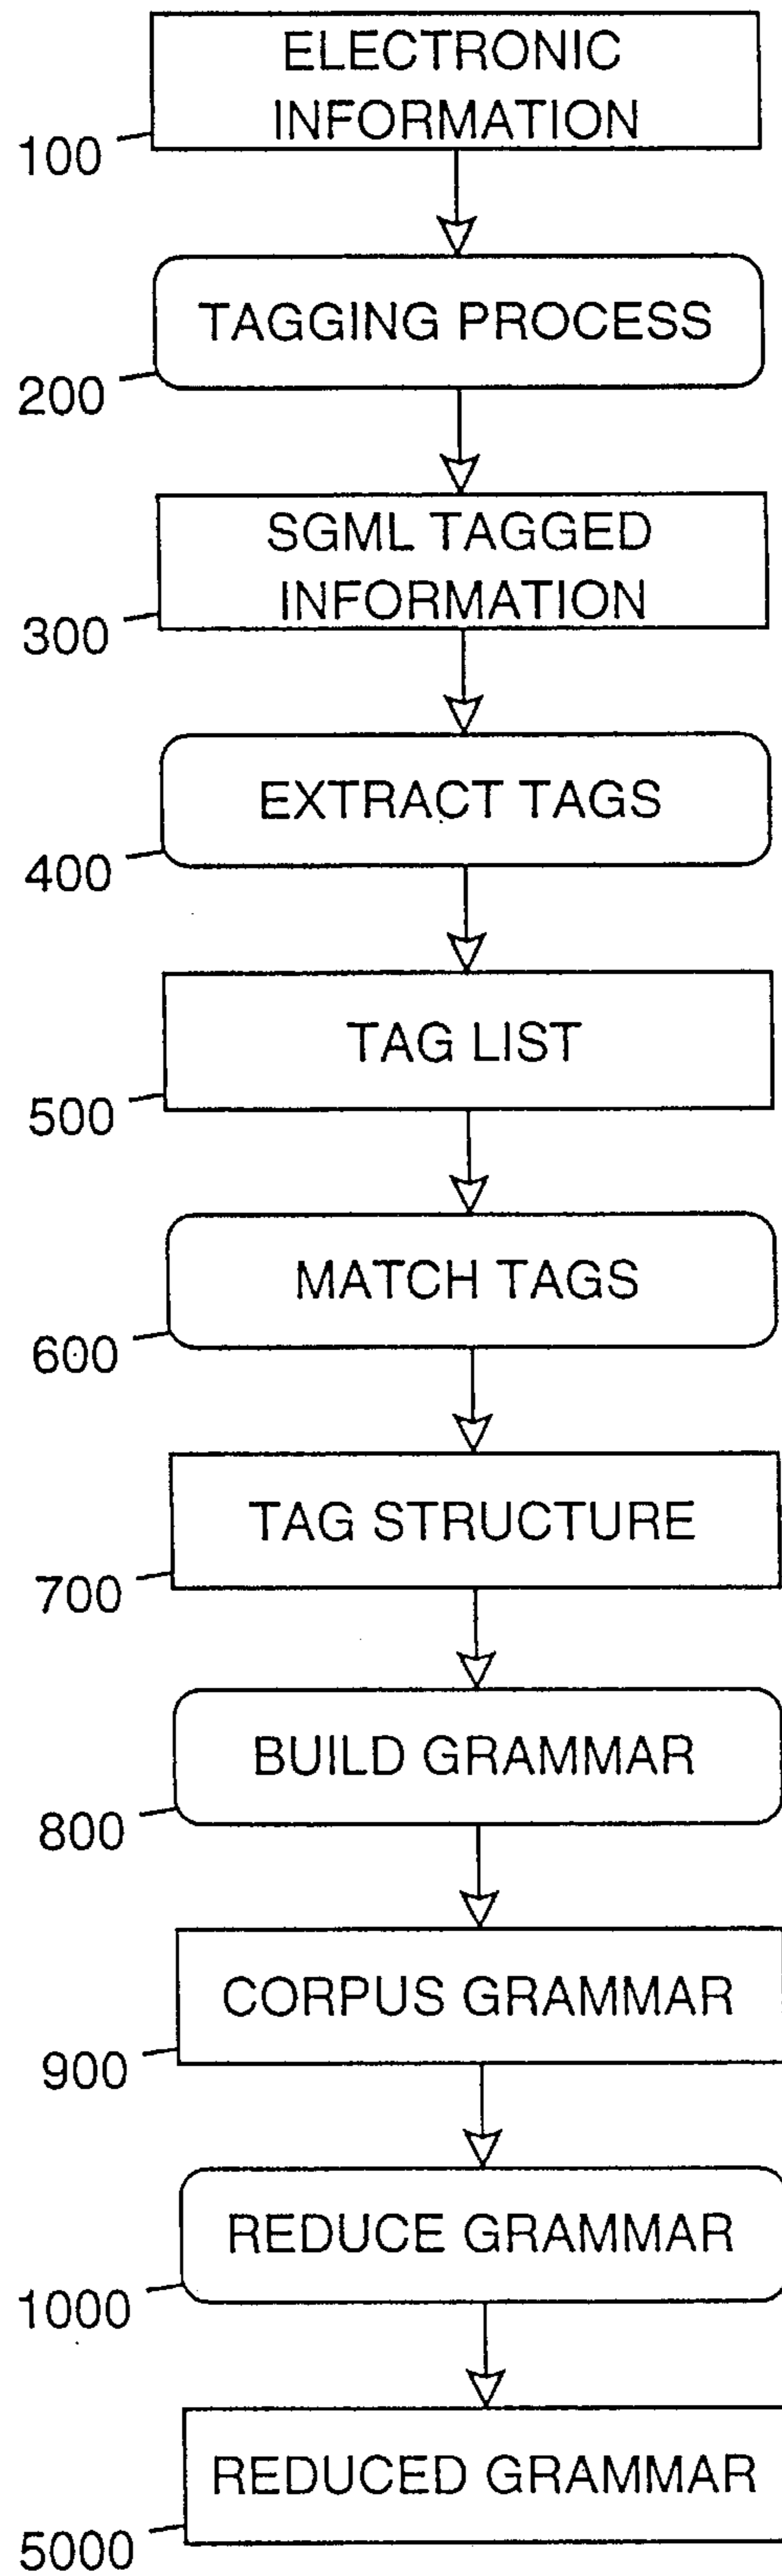 ELECTRONIC
INFORMATION
100
TAGGING PROCESS
200
SGML TAGGED
INFORMATION
300
EXTRACT TAGS
400
TAG LIST
500
MATCH TAGS
600
TAG STRUCTURE
700
BUILD GRAMMAR
800
CORPUS GRAMMAR
900
REDUCE GRAMMAR
1000
REDUCED GRAMMAR
5000